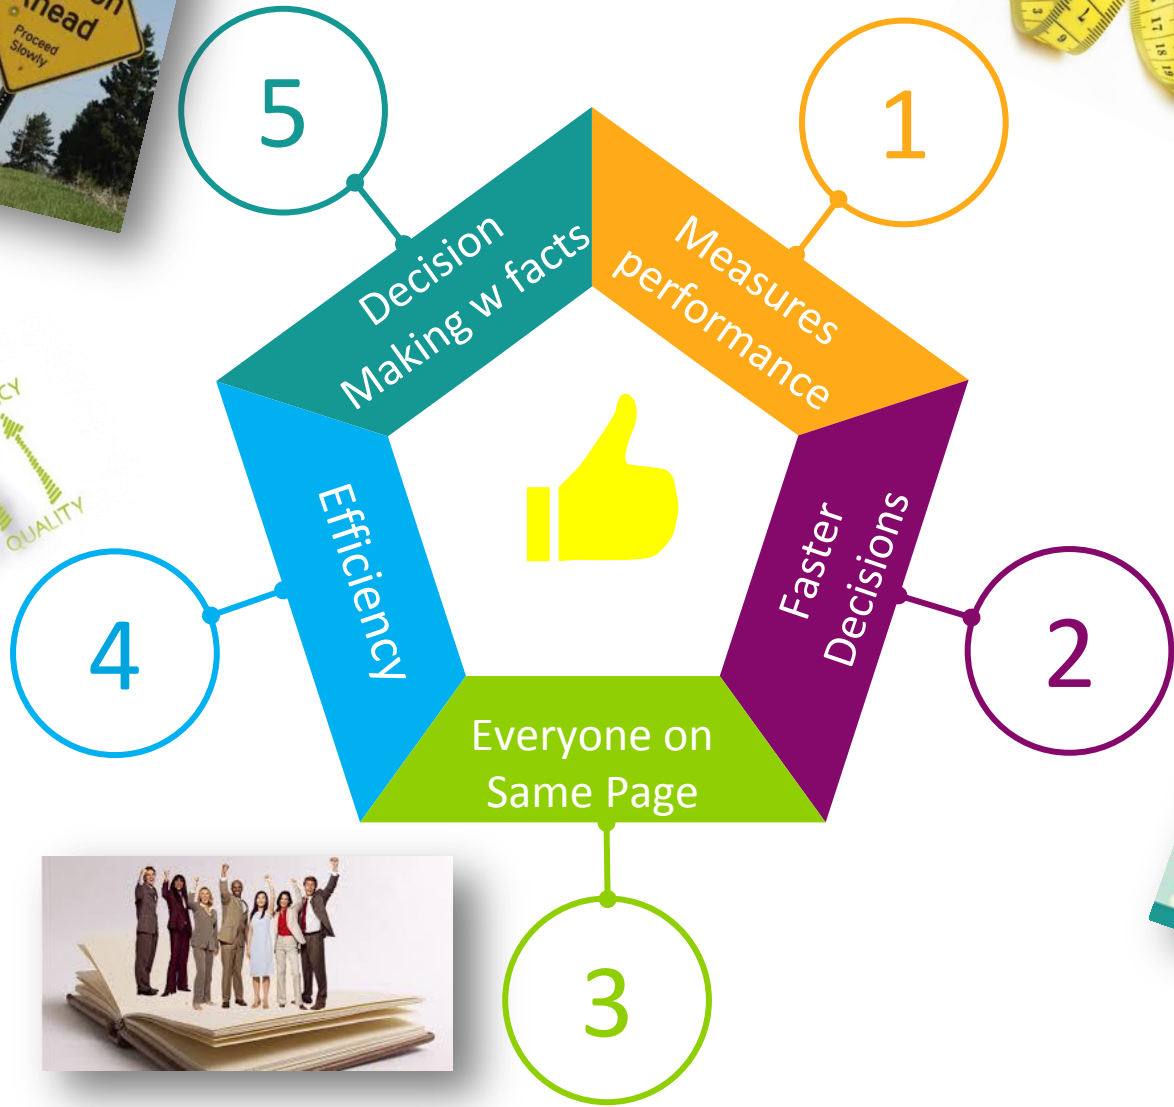 head
Proceed
Slowly
5
1
Decision
Making w facts
Measures
performance
QUALITY
Efficiency
Faster
Decisions
4
2
Everyone on
Same Page
3